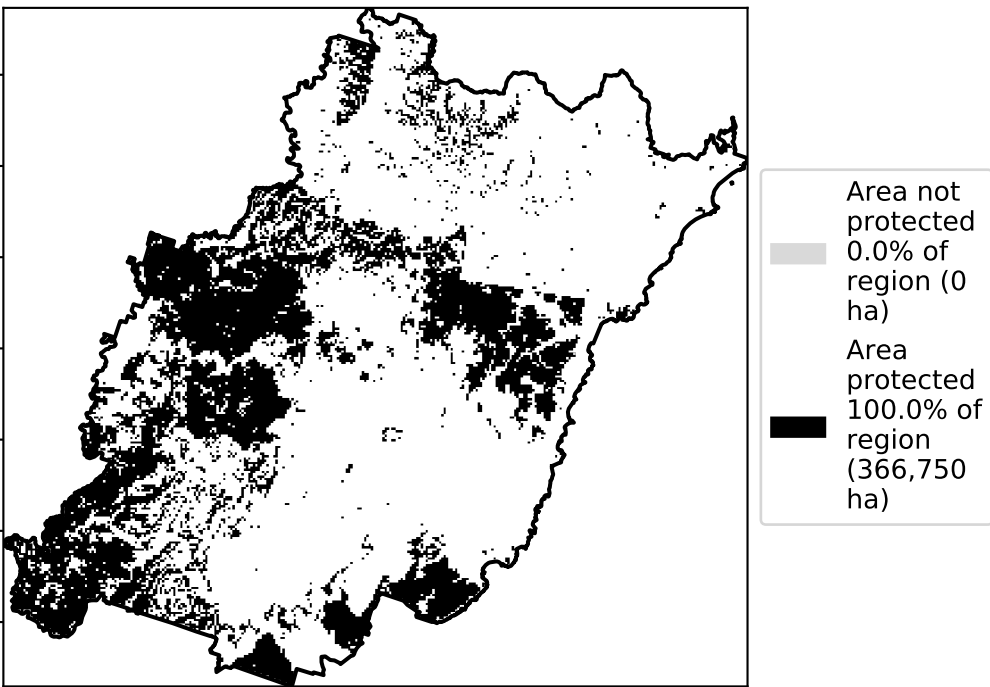 Area not
protected
0.0% of
region (0
ha)
Area
protected
100.0% of
region
(366,750
ha)